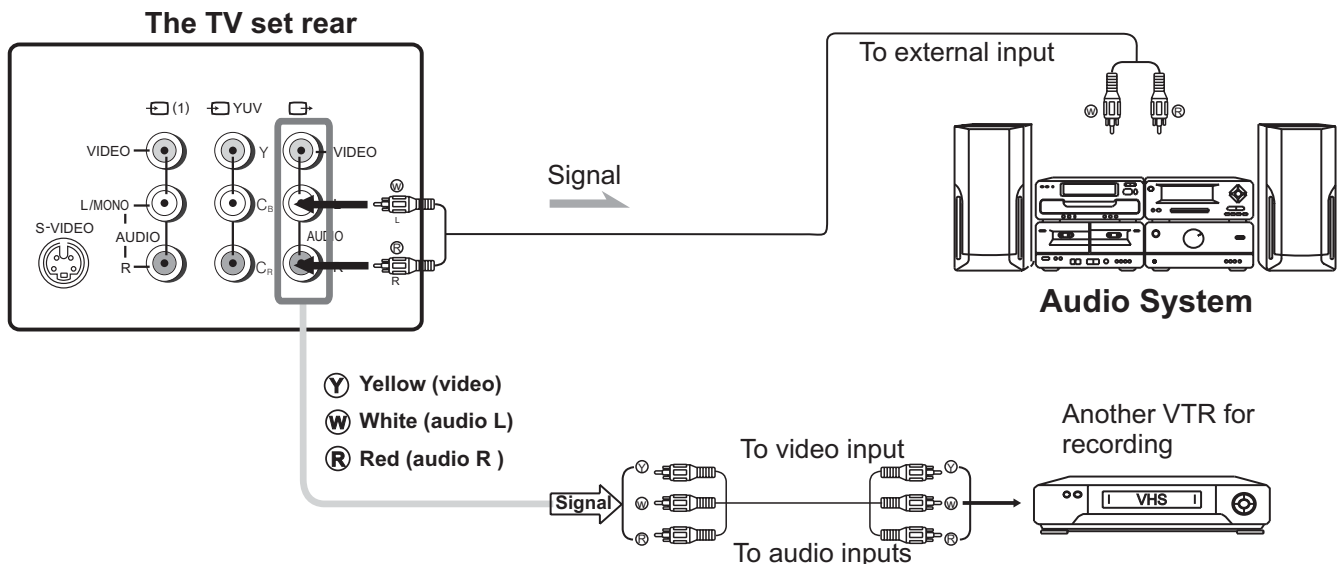 The TV set rear
(1)
YUV
VIDEO
Y
VIDEO
L/MONO
CB
L
S-VIDEO
AUDIO
AUDIO
R
CR
R
W
L
R
R
Signal
To external input
W
R
Audio System
Y Yellow (video)
W White (audio L)
R Red (audio R )
Signal
Y
W
R
To video input
To audio inputs
Y
W
R
Another VTR for
recording
VHS